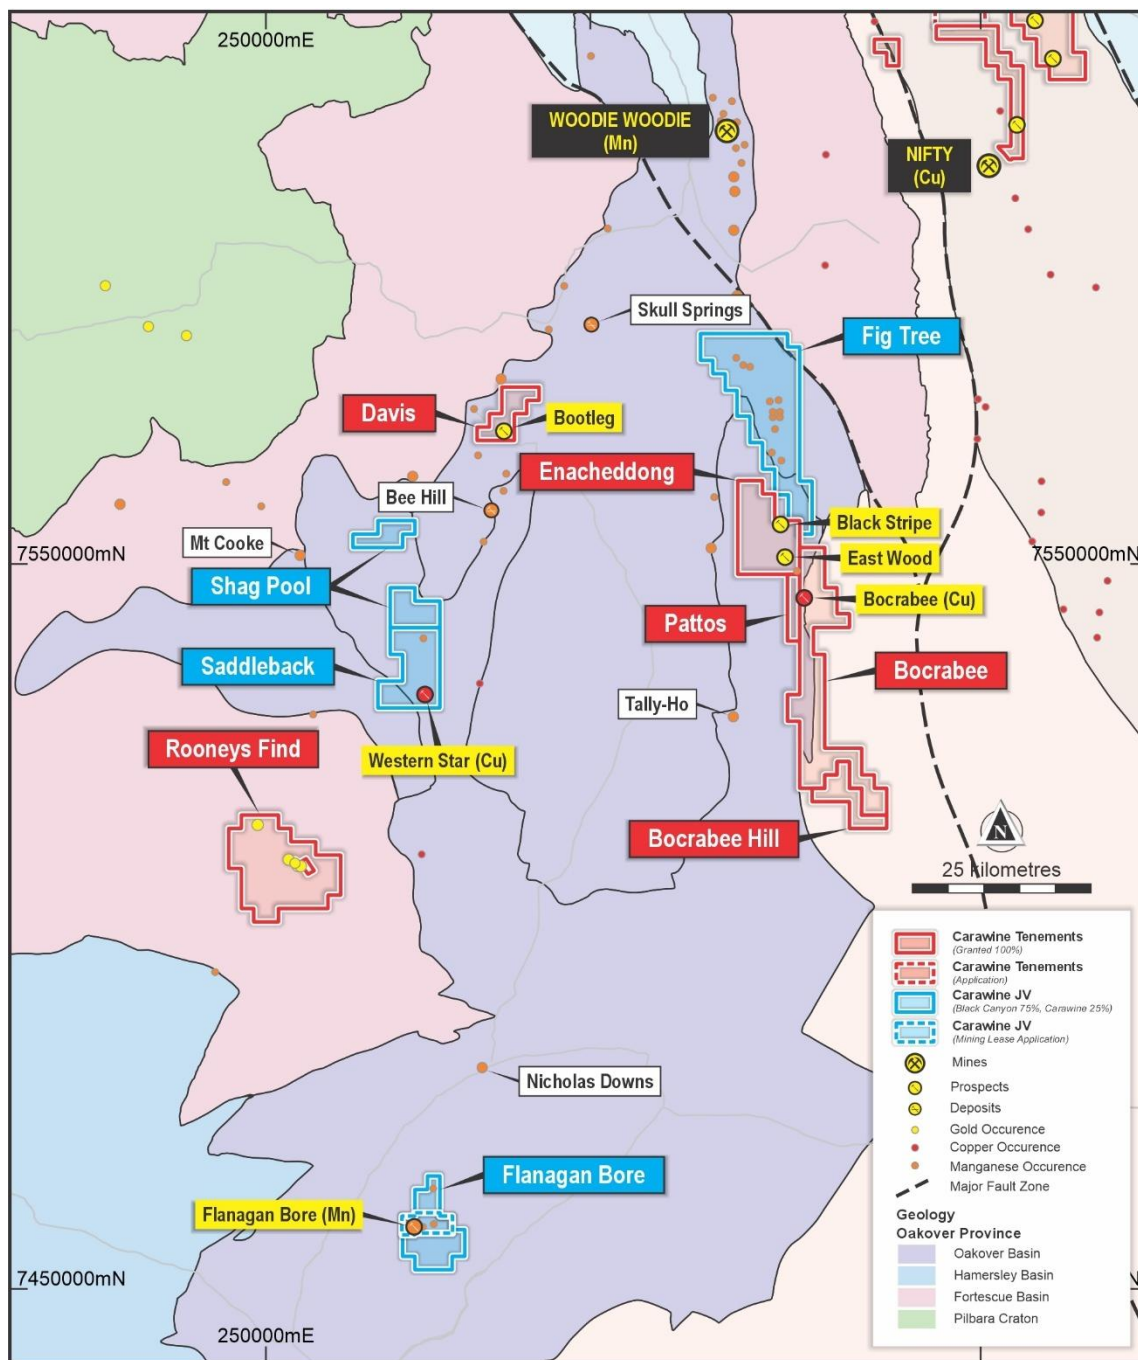 250000mE
WOODIE WOODIE
(Mn)
NIFTY
(Cu)
Skull Springs
Fig Tree
Davis
Bootleg
Enacheddong
Bee Hill
Black Stripe
Mt Cooke
7550000mN
7550000mN
East Wood
Shag Pool
Bocrabee (Cu)
Pattos
Saddleback
Bocrabee
Tally-Ho
Rooneys Find
Western Star (Cu)
Bocrabee Hill
N
25 kilometres
Carawine Tenements
(Granted 100%)
Carawine Tenements
(Application)
Carawine JV
(Black Canyon 75%, Carawine 25%)
Carawine JV
(Mining Lease Application)
Mines
Prospects
Deposits
Gold Occurence
Copper Occurence
Manganese Occurence
Major Fault Zone
Geology
Oakover Province
Oakover Basin
Hamersley Basin
Fortescue Basin
Pilbara Craton
Nicholas Downs
Flanagan Bore
Flanagan Bore (Mn)
7450000mN
N
250000mE